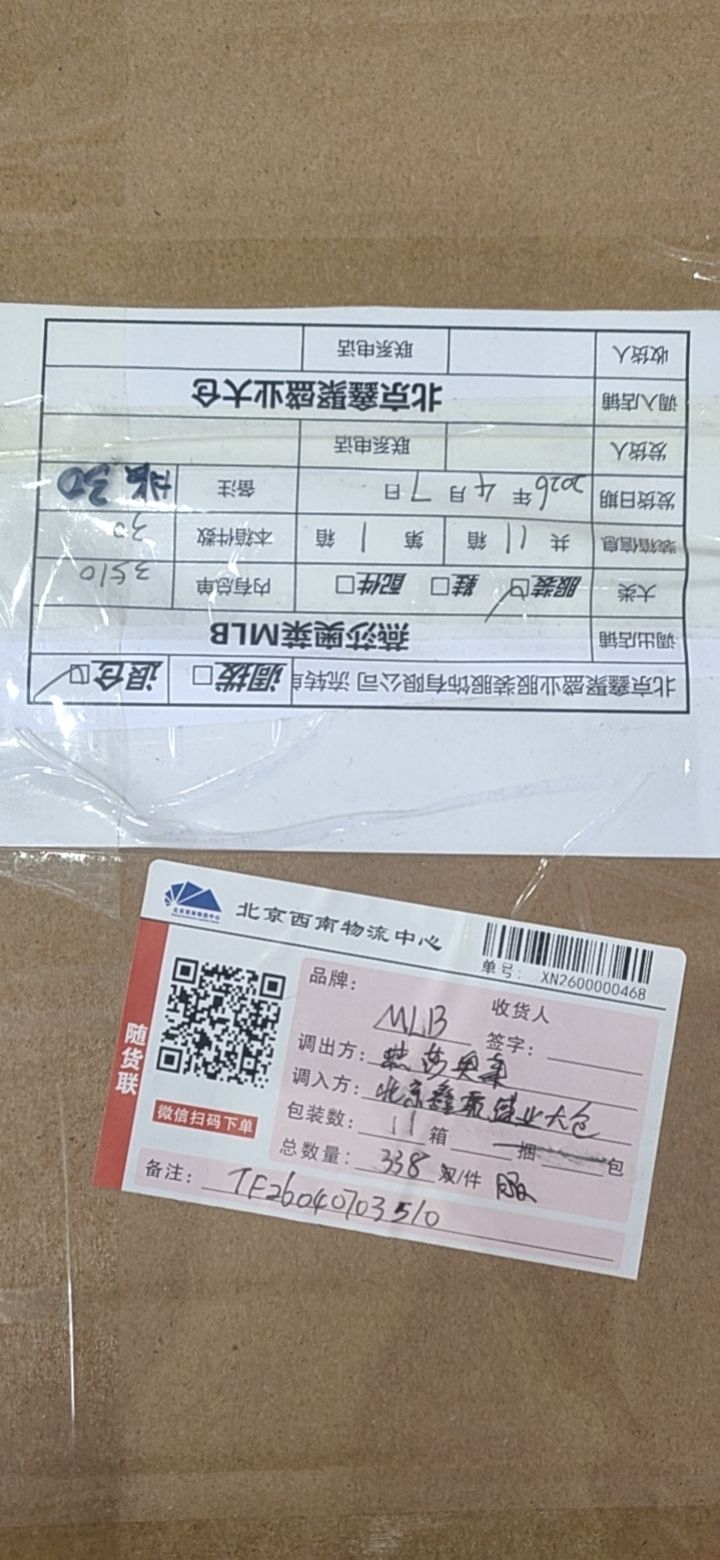 北京鑫聚盛业服装服饰有限公司 流转 调拨□ 退仓☑
调出店铺 燕莎奥莱MLB
大类 服装☑ 鞋□ 配件□ 内有总单 3510
装箱信息 共 11 箱 第 1 箱 本箱件数 30
发货日期 2026年 4月 7日 备注 30
发货人 联系电话
调入店铺 北京鑫聚盛业大仓
收货人 联系电话
北京西南物流中心
单号: XN2600000468
随货联
微信扫码下单
品牌: MLB 收货人
签字:
调出方: 燕莎奥莱
调入方: 北京鑫聚盛业大仓
包装数: 11 箱 捆 包
总数量: 338 双/件 服
备注: TF26040703510